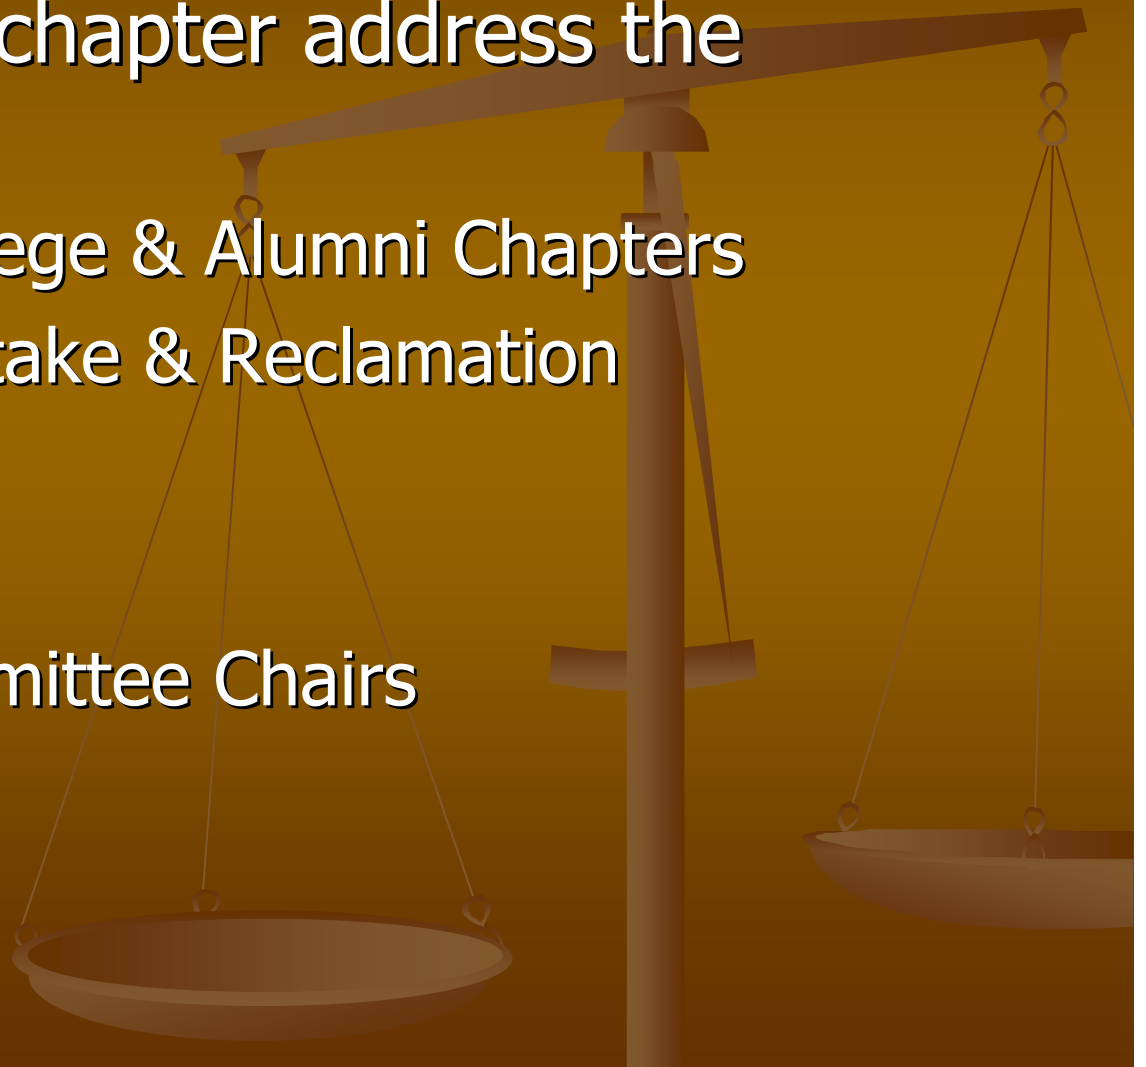 chapter address the
ege & Alumni Chapters
take & Reclamation
mittee Chairs